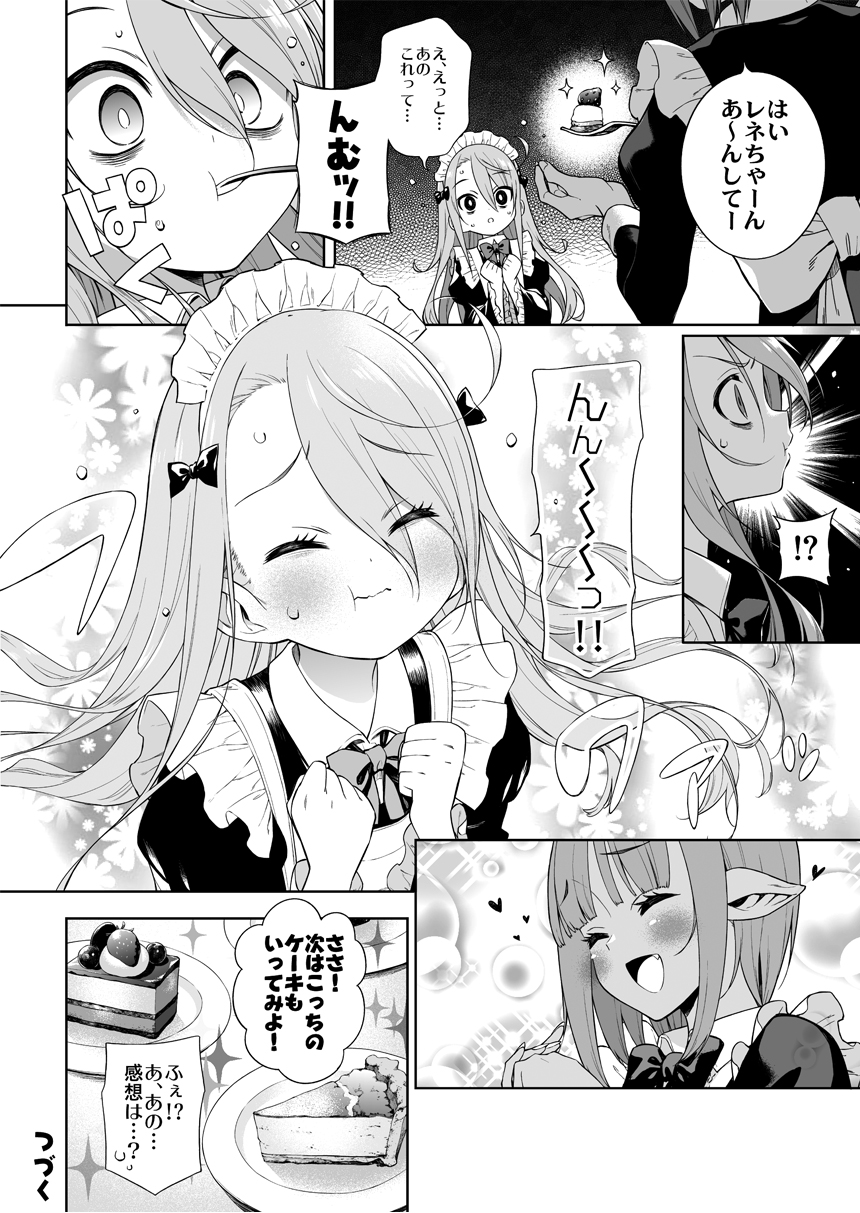 はい
レネちゃーん
あ〜んしてー
え、えっと…
あの
これって…
んむッ!!
ぱく
!?
ん
ん〜〜〜っ!!
ささ!
次はこっちの
ケーキも
いってみよ!
ふぇ!?
あ、あの…
感想は…?
つづく